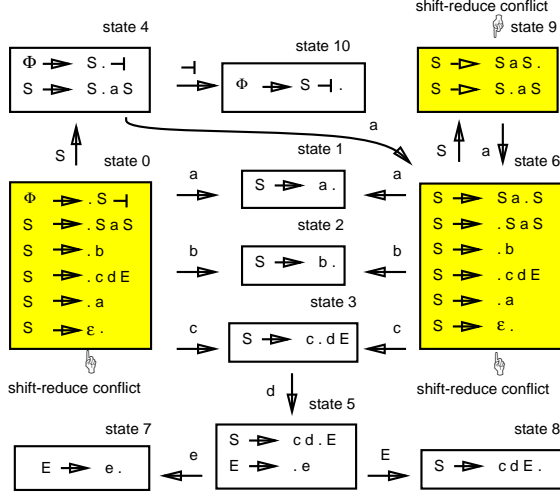 shift-reduce conflict
state 4
state 9
Φ → S . ⊣
S → S . a S
⊣
state 10
Φ → S ⊣ .
S → S a S .
S → S . a S
S
state 0
state 1
a
S
a
state 6
Φ → . S ⊣
S → . S a S
S → . b
S → . c d E
S → . a
S → ε .
a
S → a .
a
state 2
b
S → b .
b
state 3
c
S → c . d E
c
S → S a . S
S → . S a S
S → . b
S → . c d E
S → . a
S → ε .
shift-reduce conflict
shift-reduce conflict
d
state 5
state 7
state 8
E → e .
e
S → c d . E
E → . e
E
S → c d E .